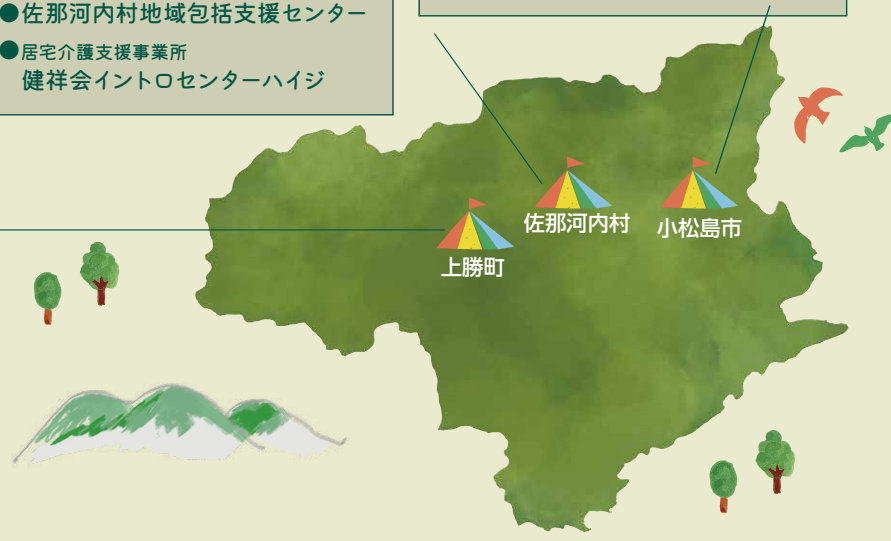 ●佐那河内村地域包括支援センター
●居宅介護支援事業所
健祥会イントロセンターハイジ
佐那河内村
小松島市
上勝町